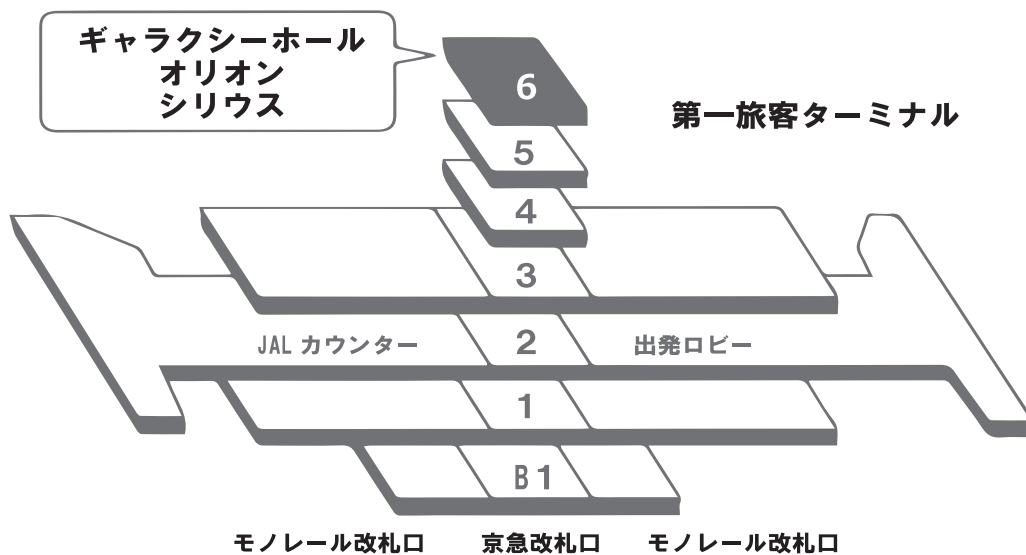 ギャラクシーホール
オリオン
シリウス
第一旅客ターミナル
6
5
4
3
JAL カウンター 2 出発ロビー
1
B1
モノレール改札口 京急改札口 モノレール改札口